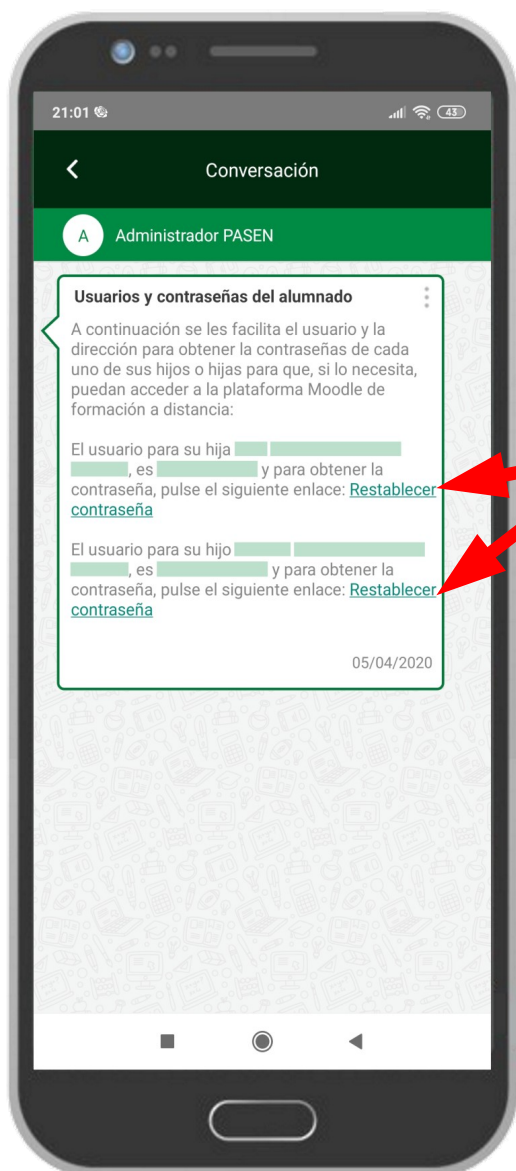 21:01
43
Conversación
A
Administrador PASEN
Usuarios y contraseñas del alumnado
A continuación se les facilita el usuario y la
dirección para obtener la contraseñas de cada
uno de sus hijos o hijas para que, si lo necesita,
puedan acceder a la plataforma Moodle de
formación a distancia:
El usuario para su hija
, es y para obtener la
contraseña, pulse el siguiente enlace: Restablecer
contraseña
El usuario para su hijo
, es y para obtener la
contraseña, pulse el siguiente enlace: Restablecer
contraseña
05/04/2020